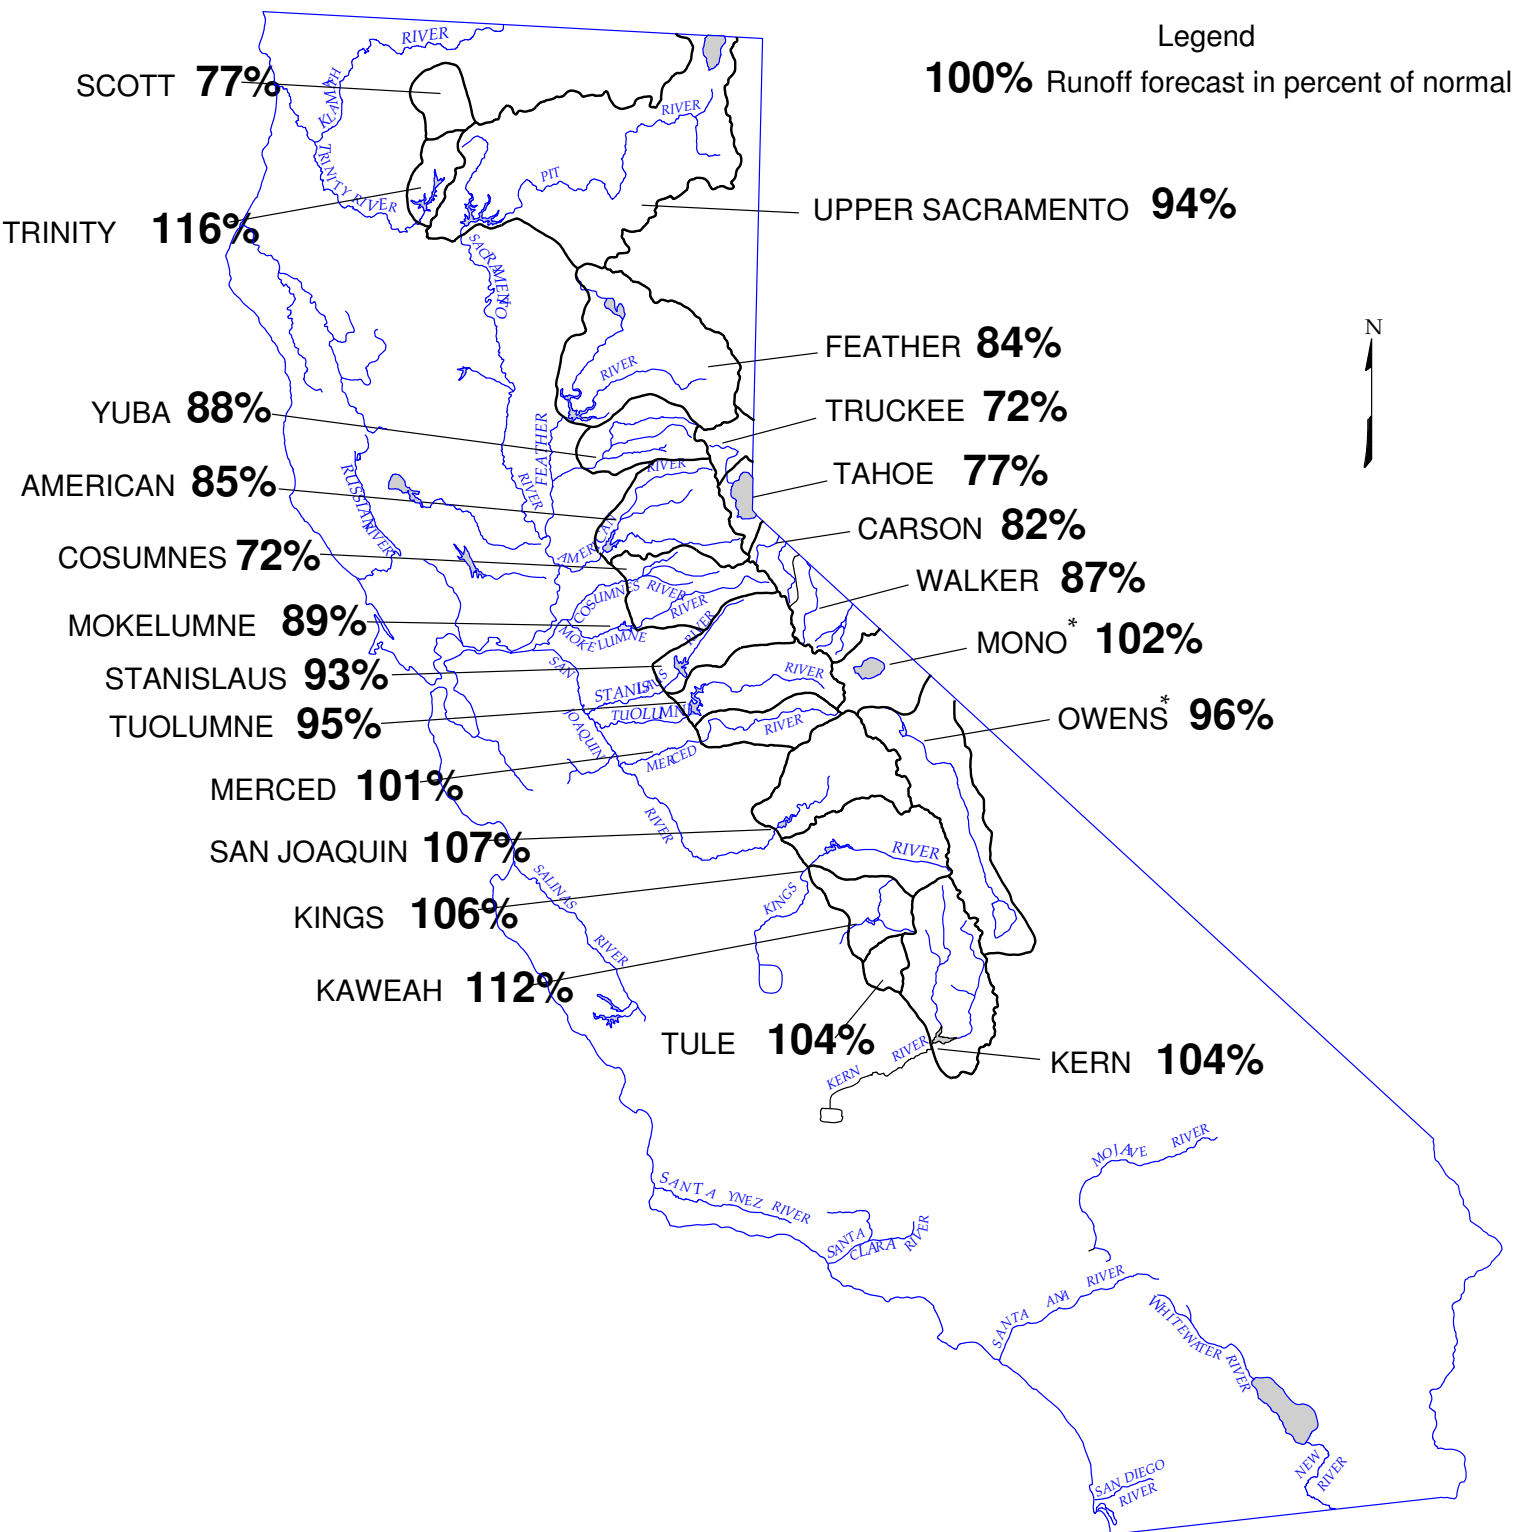 Legend
100% Runoff forecast in percent of normal
RIVER
SCOTT 77%
KLAMATH
RIVER
TRINITY RIVER
PIT
TRINITY 116%
UPPER SACRAMENTO 94%
SACRAMENTO
N
FEATHER 84%
RIVER
YUBA 88%
TRUCKEE 72%
FEATHER
RIVER
RIVER
AMERICAN 85%
TAHOE 77%
RUSSIAN RIVER
AMERICAN
CARSON 82%
COSUMNES 72%
WALKER 87%
COSUMNES RIVER
RIVER
MOKELUMNE 89%
MOKELUMNE
RIVER
MONO* 102%
SAN JOAQUIN RIVER
STANISLAUS 93%
STANISLAUS
RIVER
TUOLUMNE 95%
TUOLUMNE
RIVER
OWENS* 96%
MERCED
MERCED 101%
SAN JOAQUIN 107%
RIVER
SALINAS RIVER
KINGS
KINGS 106%
KAWEAH 112%
TULE 104%
KERN RIVER
KERN 104%
MOJAVE RIVER
SANTA YNEZ RIVER
SANTA CLARA RIVER
SANTA ANA RIVER
WHITEWATER RIVER
NEW RIVER
SAN DIEGO RIVER